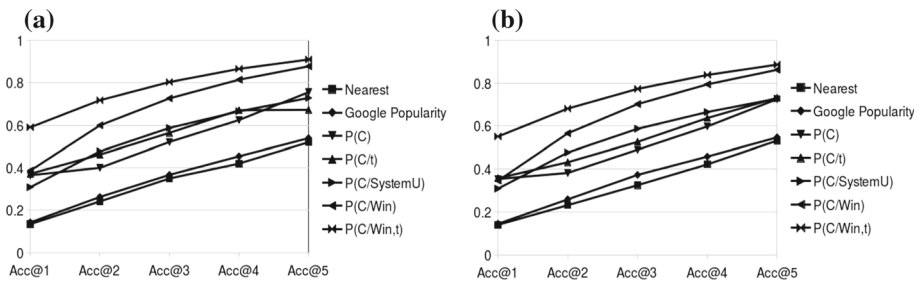 (a)
1
0.8
0.6
0.4
0.2
0
Acc@1 Acc@2 Acc@3 Acc@4 Acc@5
Nearest
Google Popularity
P(C)
P(C/t)
P(C/SystemU)
P(C/Win)
P(C/Win,t)
(b)
1
0.8
0.6
0.4
0.2
0
Acc@1 Acc@2 Acc@3 Acc@4 Acc@5
Nearest
Google Popularity
P(C)
P(C/t)
P(C/SystemU)
P(C/Win)
P(C/Win,t)